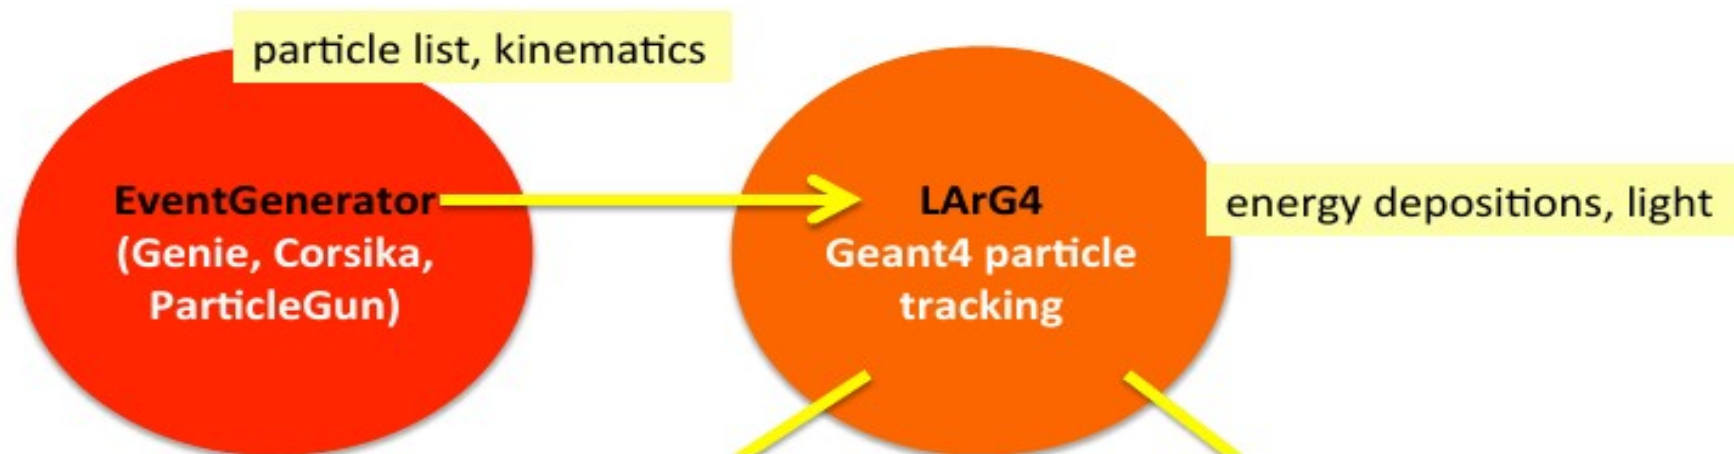 particle list, kinematics
EventGenerator
(Genie, Corsika,
ParticleGun)
LArG4
Geant4 particle
tracking
energy depositions, light